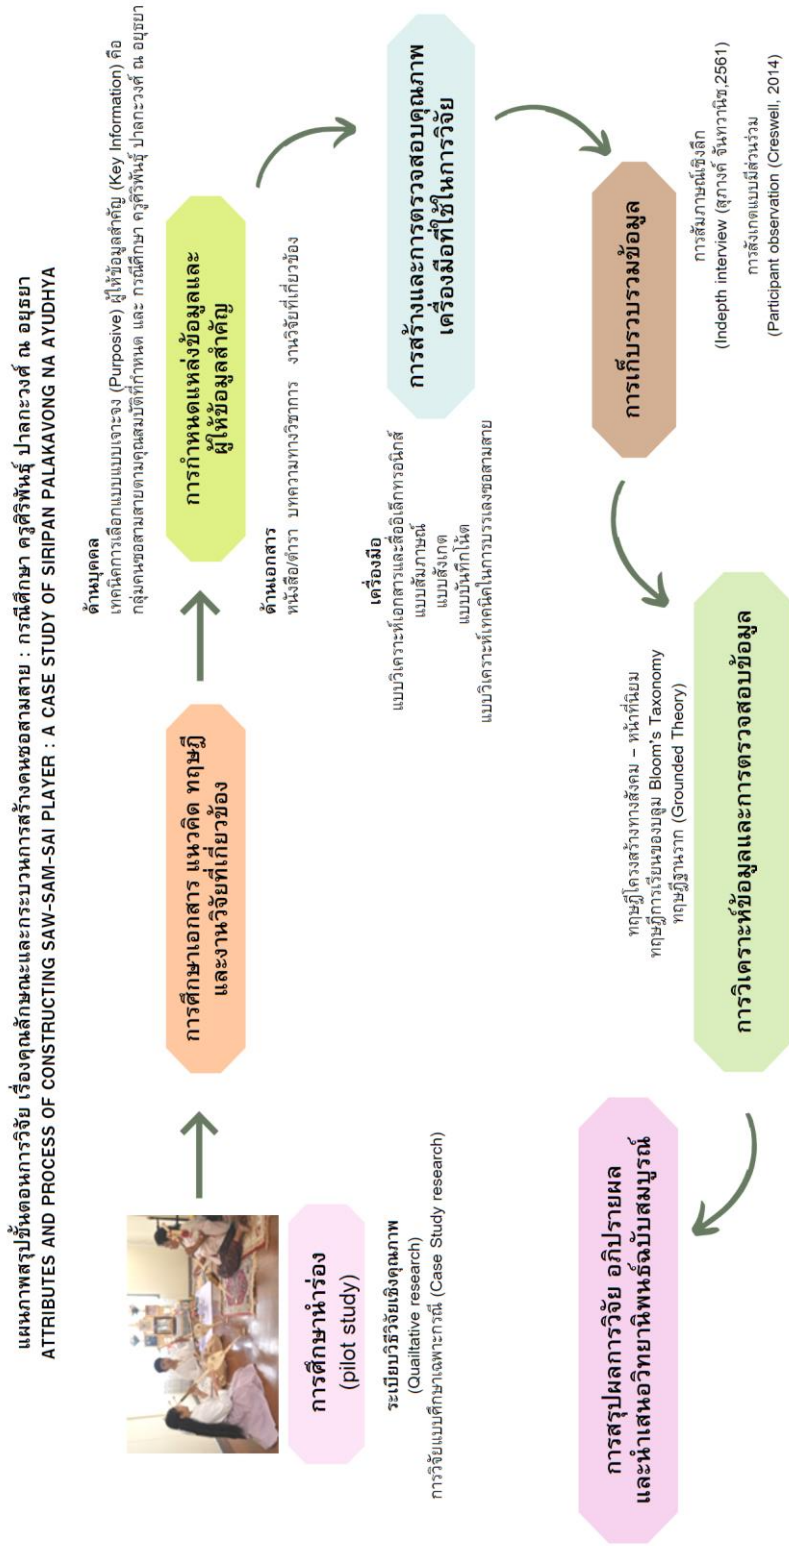 แผนภาพสรุปขั้นตอนการวิจัย เรื่องคุณลักษณะและกระบวนการสร้างคนซอสามสาย : กรณีศึกษา ครูศิริพันธุ์ ปาลกะวงศ์ ณ อยุธยา
ATTRIBUTES AND PROCESS OF CONSTRUCTING SAW-SAM-SAI PLAYER : A CASE STUDY OF SIRIPAN PALAKAVONG NA AYUDHYA
การศึกษานำร่อง
(pilot study)
ระเบียบวิธีวิจัยเชิงคุณภาพ
(Quailtative research)
การวิจัยแบบศึกษาเฉพาะกรณี (Case Study research)
การศึกษาเอกสาร แนวคิด ทฤษฎี
และงานวิจัยที่เกี่ยวข้อง
ด้านบุคคล
เทคนิคการเลือกแบบแบบเจาะจง (Purposive) ผู้ให้ข้อมูลสำคัญ (Key Information) คือ
กลุ่มคนซอสามสายตามคุณสมบัติที่กำหนด และ กรณีศึกษา ครูศิริพันธุ์ ปาลกะวงศ์ ณ อยุธยา
การกำหนดแหล่งข้อมูลและ
ผู้ให้ข้อมูลสำคัญ
ด้านเอกสาร
หนังสือ/ตำรา บทความทางวิชาการ งานวิจัยที่เกี่ยวข้อง
การสร้างและการตรวจสอบคุณภาพ
เครื่องมือที่ใช้ในการวิจัย
เครื่องมือ
แบบวิเคราะห์เอกสารและสื่ออิเล็กทรอนิกส์
แบบสัมภาษณ์
แบบสังเกต
แบบบันทึกโน้ต
แบบวิเคราะห์เทคนิคในการบรรเลงซอสามสาย
การเก็บรวบรวมข้อมูล
การสัมภาษณ์เชิงลึก
(Indepth interview (สุภางค์ จันทวานิช,2561)
การสังเกตแบบมีส่วนร่วม
(Participant observation (Creswell, 2014)
ทฤษฎีโครงสร้างทางสังคม – หน้าที่นิยม
ทฤษฎีการเรียนของบลูม Bloom's Taxonomy
ทฤษฎีฐานราก (Grounded Theory)
การวิเคราะห์ข้อมูลและการตรวจสอบข้อมูล
การสรุปผลการวิจัย อภิปรายผล
และนำเสนอวิทยานิพนธ์ฉบับสมบูรณ์